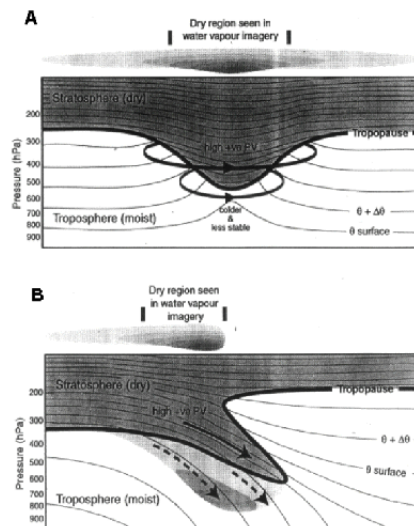 A
Dry region seen in
water vapour imagery
Stratosphere (dry)
200
300
400
500
600
700
800
900
Pressure (hPa)
Tropopause
high +ve PV
Troposphere (moist)
colder
&
less stable
θ + Δθ
θ surface
B
Dry region seen
in water vapour
imagery
Stratosphere (dry)
200
300
400
500
600
700
800
900
Pressure (hPa)
Tropopause
high +ve PV
θ + Δθ
θ surface
Troposphere (moist)